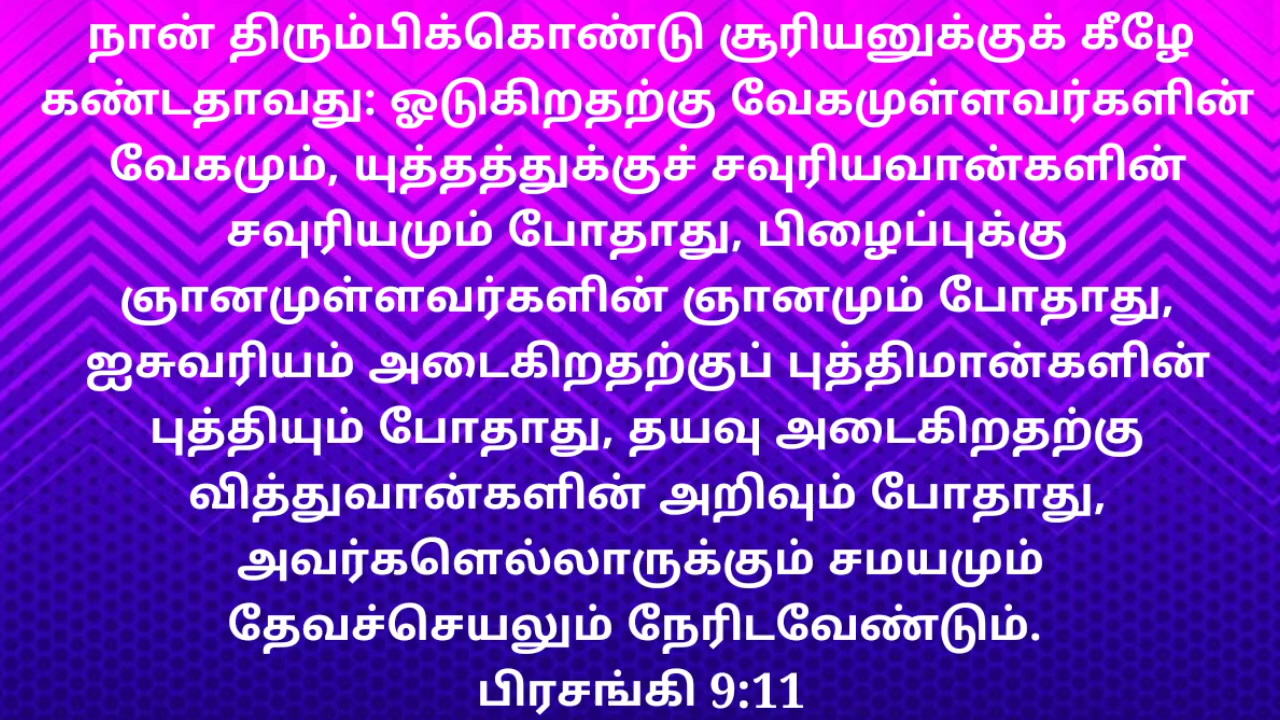 நான் திரும்பிக்கொண்டு சூரியனுக்குக் கீழே
கண்டதாவது: ஓடுகிறதற்கு வேகமுள்ளவர்களின்
வேகமும், யுத்தத்துக்குச் சவுரியவான்களின்
சவுரியமும் போதாது, பிழைப்புக்கு
ஞானமுள்ளவர்களின் ஞானமும் போதாது,
ஐசுவரியம் அடைகிறதற்குப் புத்திமான்களின்
புத்தியும் போதாது, தயவு அடைகிறதற்கு
வித்துவான்களின் அறிவும் போதாது,
அவர்களெல்லாருக்கும் சமயமும்
தேவச்செயலும் நேரிடவேண்டும்.
பிரசங்கி 9:11